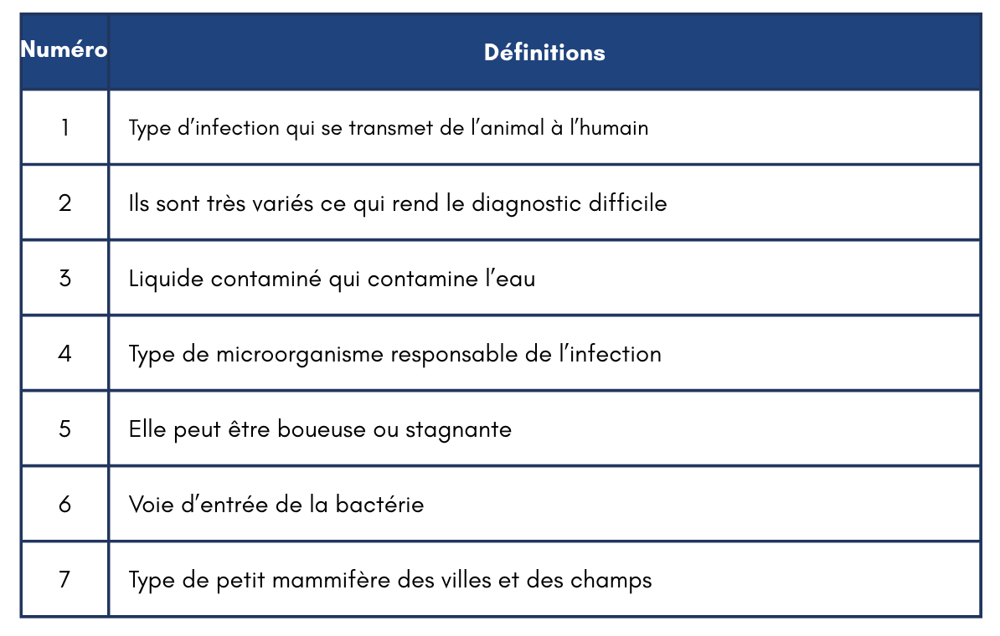 Numéro Définitions
1 Type d’infection qui se transmet de l’animal à l’humain
2 Ils sont très variés ce qui rend le diagnostic difficile
3 Liquide contaminé qui contamine l’eau
4 Type de microorganisme responsable de l’infection
5 Elle peut être boueuse ou stagnante
6 Voie d’entrée de la bactérie
7 Type de petit mammifère des villes et des champs